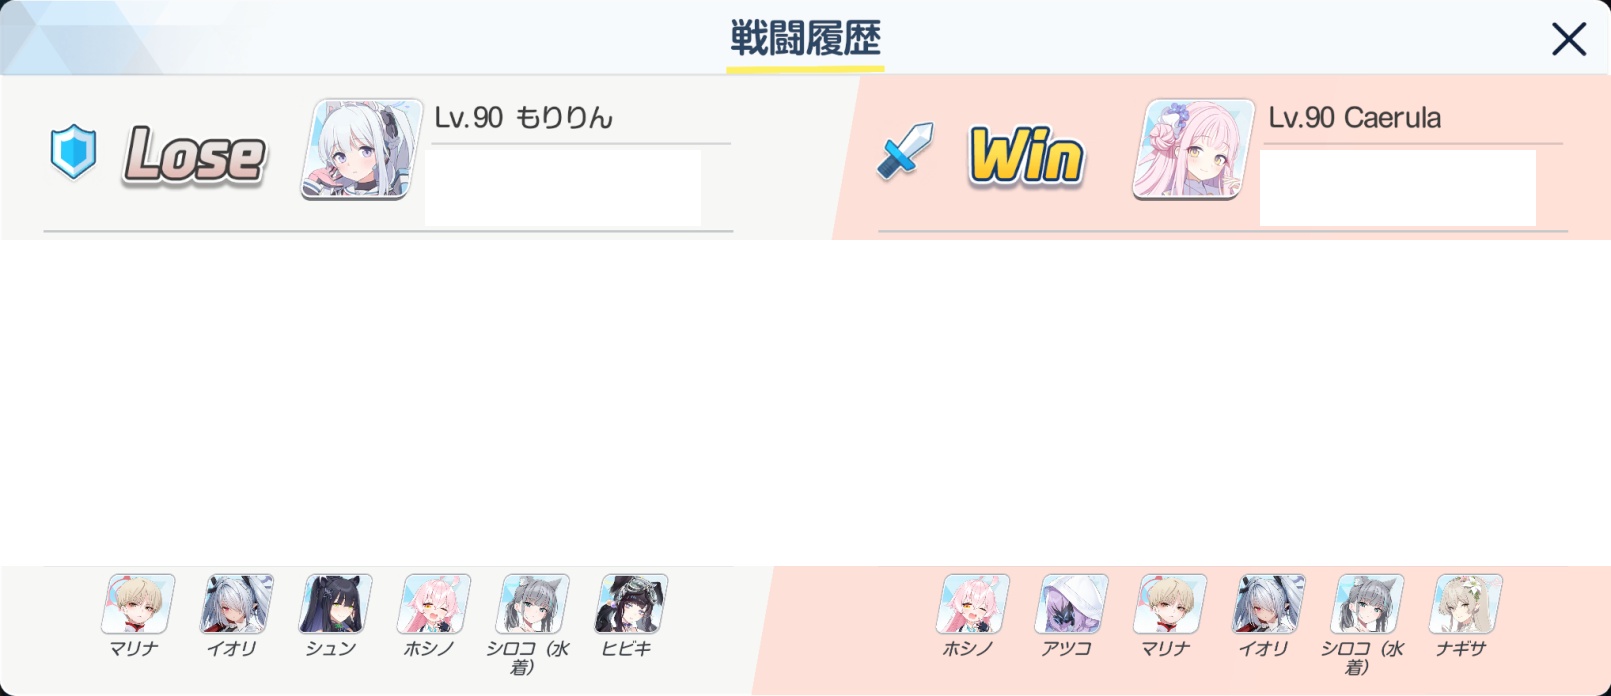 戦闘履歴
Lose
Lv.90 もりりん
Win
Lv.90 Caerula
マリナ
イオリ
シュン
ホシノ
シロコ（水
着）
ヒビキ
ホシノ
アツコ
マリナ
イオリ
シロコ（水
着）
ナギサ